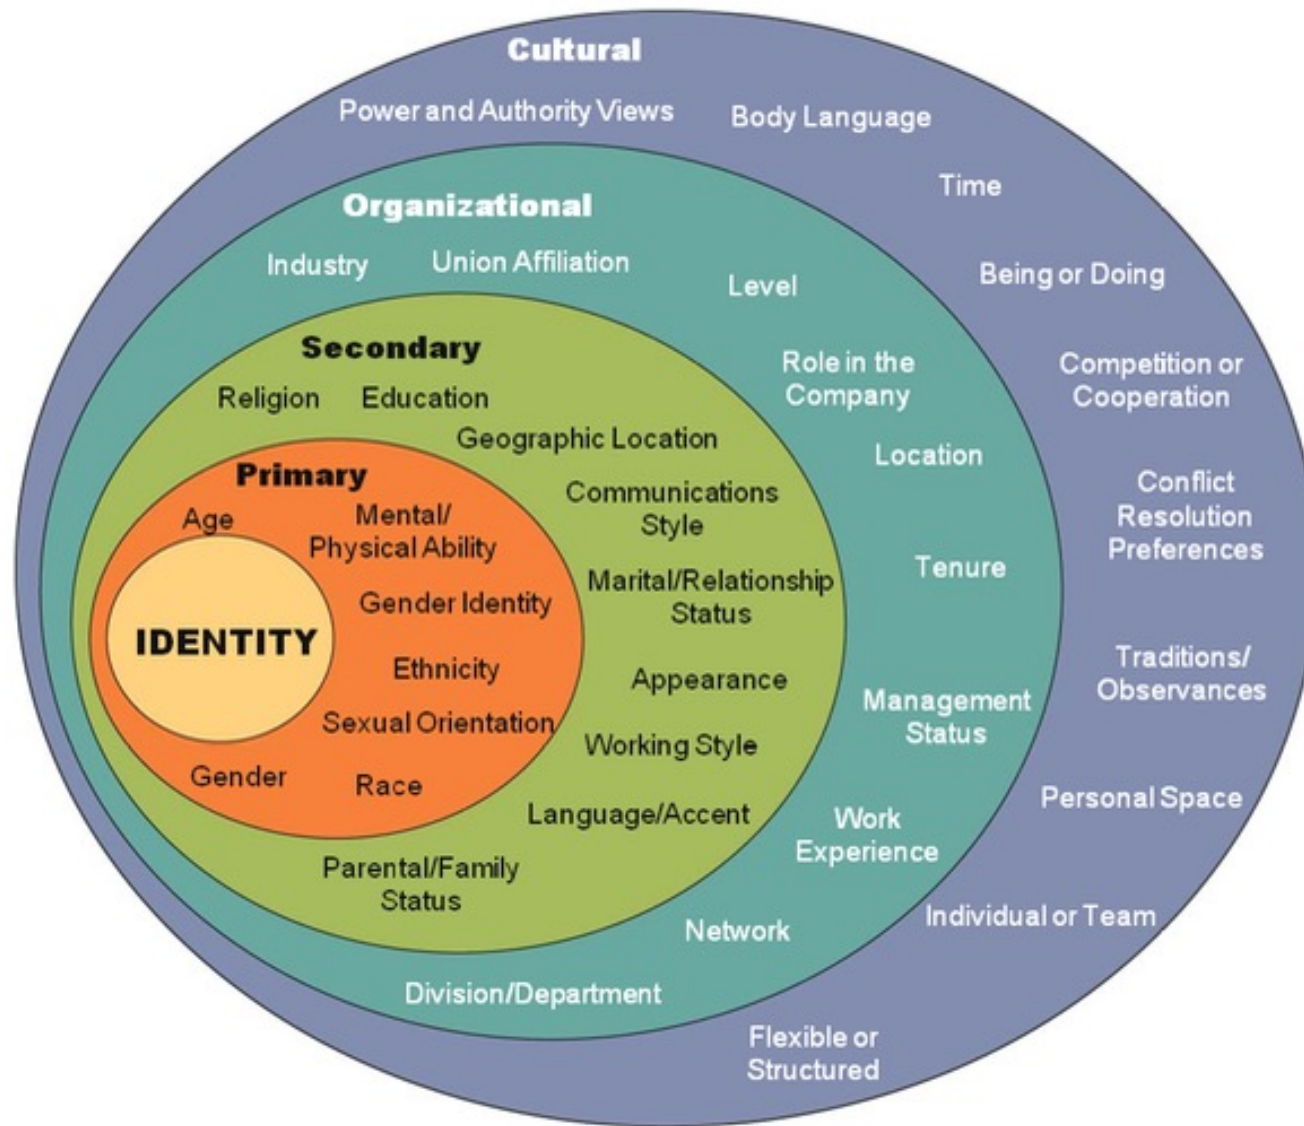 Cultural
Power and Authority Views
Body Language
Time
Being or Doing
Competition or
Cooperation
Conflict
Resolution
Preferences
Traditions/
Observances
Personal Space
Individual or Team
Flexible or
Structured
Organizational
Industry
Union Affiliation
Level
Role in the
Company
Location
Tenure
Management
Status
Work
Experience
Network
Division/Department
Secondary
Religion
Education
Geographic Location
Communications
Style
Marital/Relationship
Status
Appearance
Working Style
Language/Accent
Parental/Family
Status
Primary
Age
Mental/
Physical Ability
Gender Identity
Ethnicity
Sexual Orientation
Race
Gender
IDENTITY